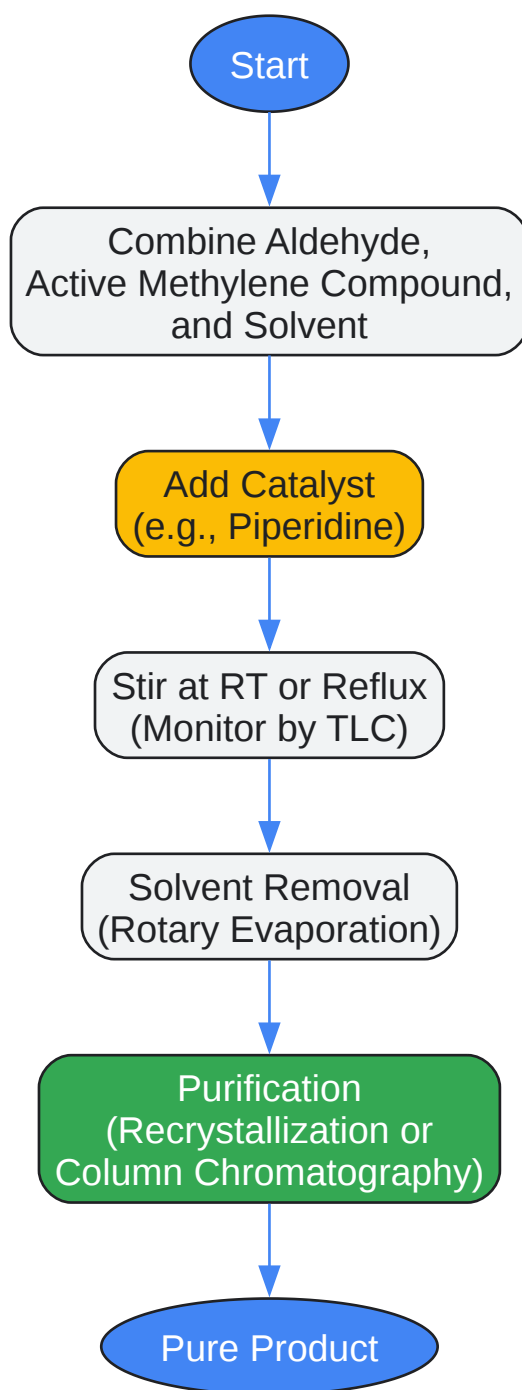 Start
Combine Aldehyde,
Active Methylene Compound,
and Solvent
Add Catalyst
(e.g., Piperidine)
Stir at RT or Reflux
(Monitor by TLC)
Solvent Removal
(Rotary Evaporation)
Purification
(Recrystallization or
Column Chromatography)
Pure Product